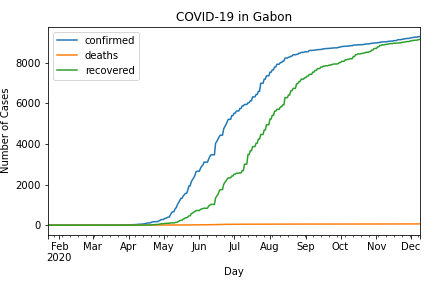 COVID-19 in Gabon
confirmed
deaths
recovered
Number of Cases
8000
6000
4000
2000
0
Feb Mar Apr May Jun Jul Aug Sep Oct Nov Dec
2020
Day